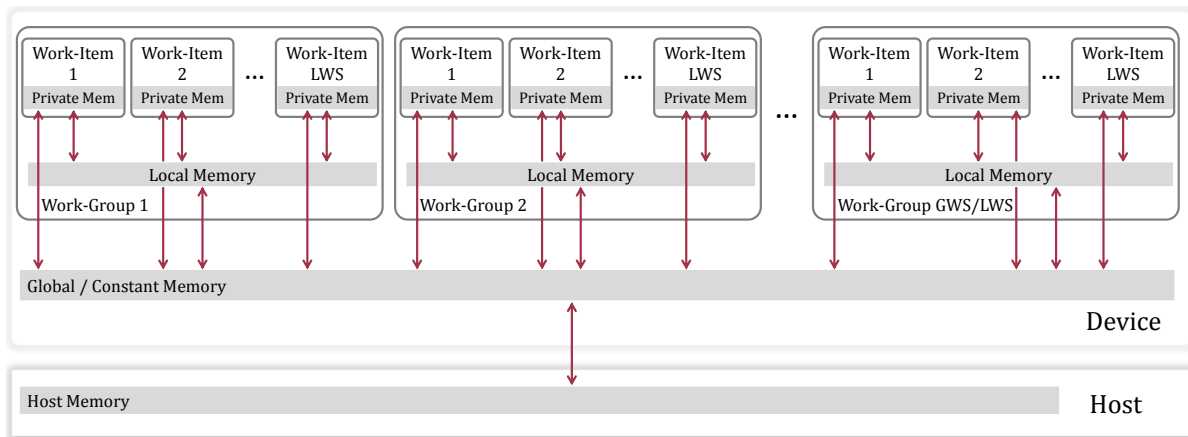 Work-Item
1
Private Mem
Work-Item
2
Private Mem
...
Work-Item
LWS
Private Mem
Local Memory
Work-Group 1
Work-Item
1
Private Mem
Work-Item
2
Private Mem
...
Work-Item
LWS
Private Mem
Local Memory
Work-Group 2
...
Work-Item
1
Private Mem
Work-Item
2
Private Mem
...
Work-Item
LWS
Private Mem
Local Memory
Work-Group GWS/LWS
Global / Constant Memory
Device
Host Memory
Host